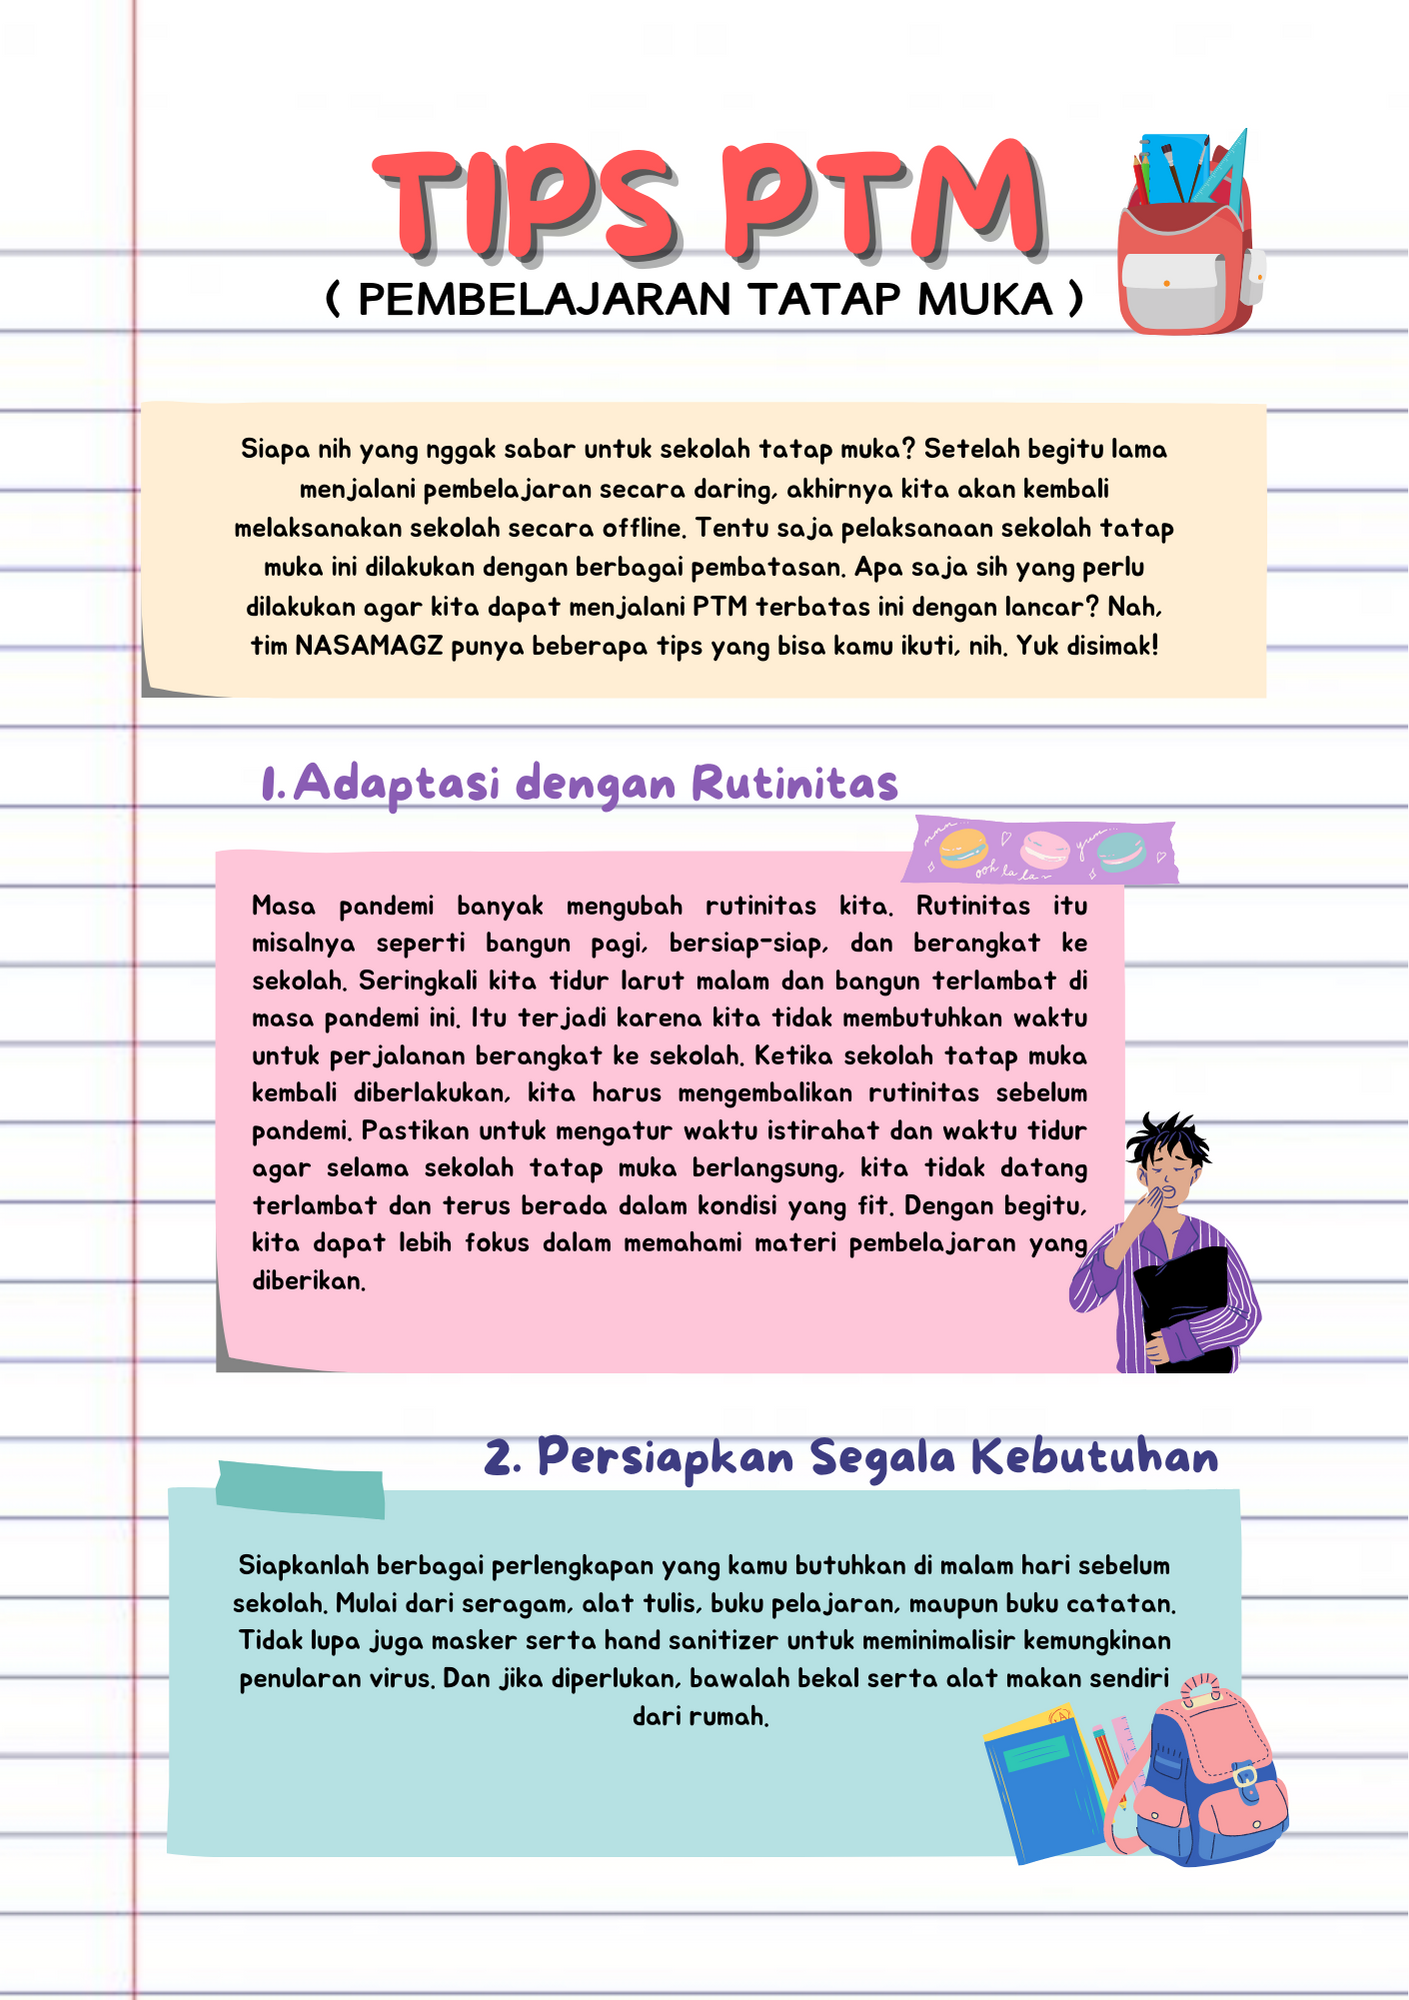 TIPS PTM
( PEMBELAJARAN TATAP MUKA )
Siapa nih yang nggak sabar untuk sekolah tatap muka? Setelah begitu lama
menjalani pembelajaran secara daring, akhirnya kita akan kembali
melaksanakan sekolah secara offline. Tentu saja pelaksanaan sekolah tatap
muka ini dilakukan dengan berbagai pembatasan. Apa saja sih yang perlu
dilakukan agar kita dapat menjalani PTM terbatas ini dengan lancar? Nah,
tim NASAMAGZ punya beberapa tips yang bisa kamu ikuti, nih. Yuk disimak!
1. Adaptasi dengan Rutinitas
mmm...
ooh la la~
yum...
Masa pandemi banyak mengubah rutinitas kita. Rutinitas itu
misalnya seperti bangun pagi, bersiap-siap, dan berangkat ke
sekolah. Seringkali kita tidur larut malam dan bangun terlambat di
masa pandemi ini. Itu terjadi karena kita tidak membutuhkan waktu
untuk perjalanan berangkat ke sekolah. Ketika sekolah tatap muka
kembali diberlakukan, kita harus mengembalikan rutinitas sebelum
pandemi. Pastikan untuk mengatur waktu istirahat dan waktu tidur
agar selama sekolah tatap muka berlangsung, kita tidak datang
terlambat dan terus berada dalam kondisi yang fit. Dengan begitu,
kita dapat lebih fokus dalam memahami materi pembelajaran yang
diberikan.
2. Persiapkan Segala Kebutuhan
Siapkanlah berbagai perlengkapan yang kamu butuhkan di malam hari sebelum
sekolah. Mulai dari seragam, alat tulis, buku pelajaran, maupun buku catatan.
Tidak lupa juga masker serta hand sanitizer untuk meminimalisir kemungkinan
penularan virus. Dan jika diperlukan, bawalah bekal serta alat makan sendiri
dari rumah.